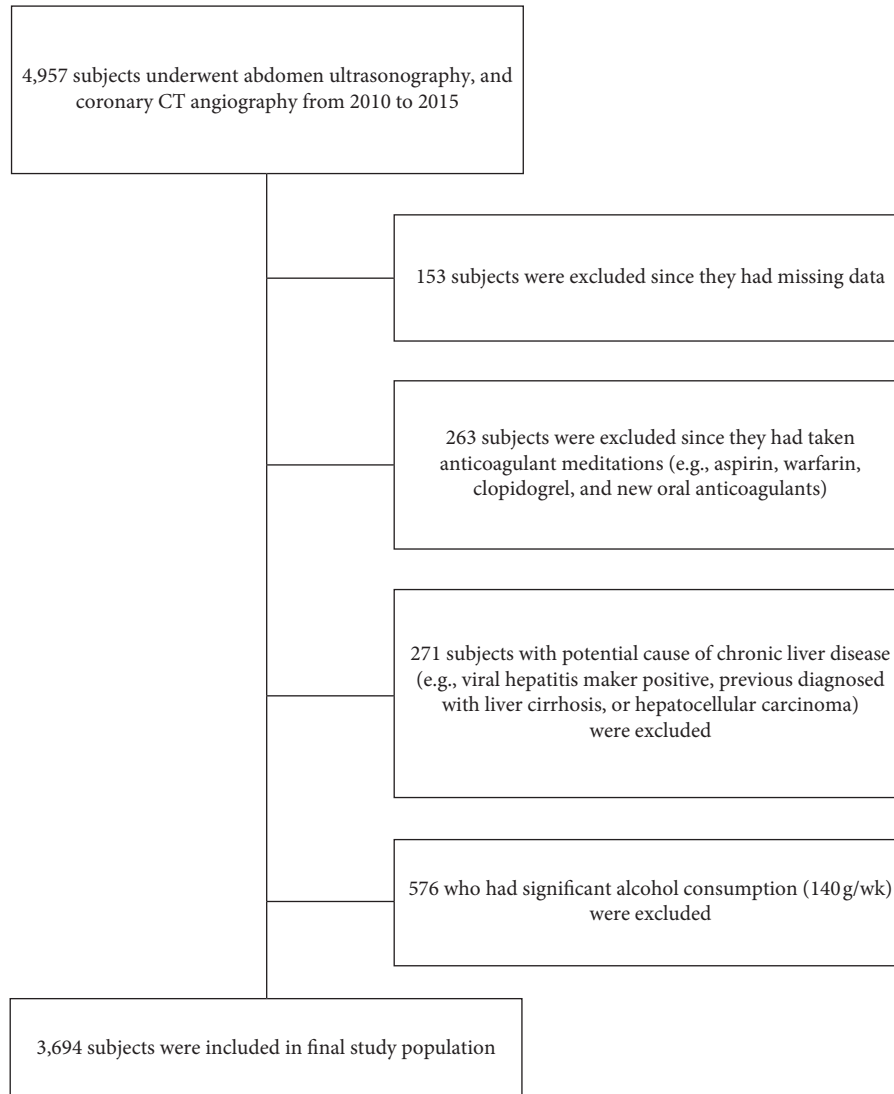 4,957 subjects underwent abdomen ultrasonography, and
coronary CT angiography from 2010 to 2015
153 subjects were excluded since they had missing data
263 subjects were excluded since they had taken
anticoagulant meditations (e.g., aspirin, warfarin,
clopidogrel, and new oral anticoagulants)
271 subjects with potential cause of chronic liver disease
(e.g., viral hepatitis maker positive, previous diagnosed
with liver cirrhosis, or hepatocellular carcinoma)
were excluded
576 who had significant alcohol consumption (140 g/wk)
were excluded
3,694 subjects were included in final study population